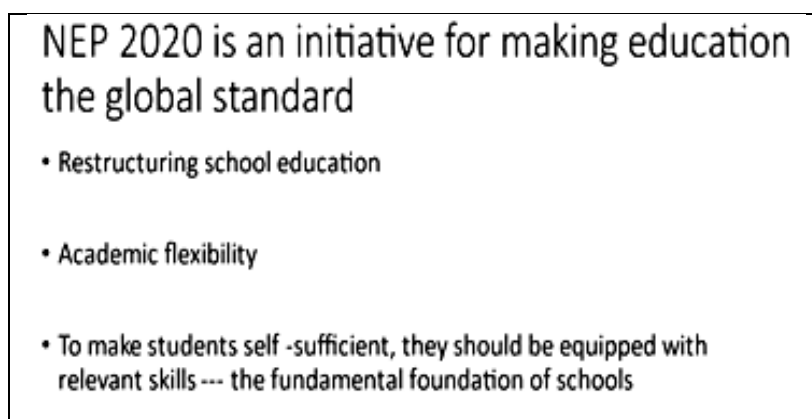 NEP 2020 is an initiative for making education
the global standard
• Restructuring school education
• Academic flexibility
• To make students self -sufficient, they should be equipped with
relevant skills --- the fundamental foundation of schools